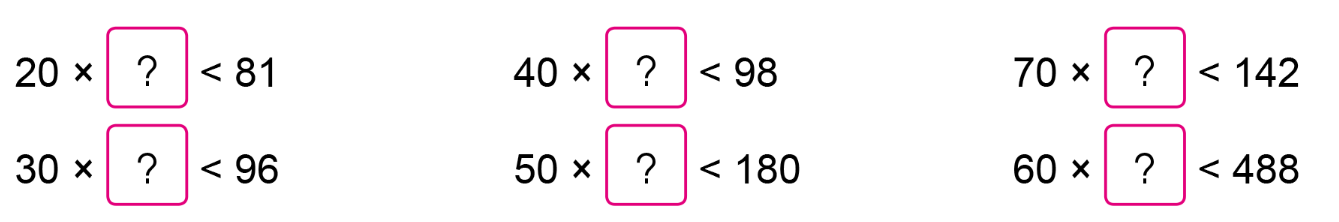 20 × ? < 81 40 × ? < 98 70 × ? < 142
30 × ? < 96 50 × ? < 180 60 × ? < 488